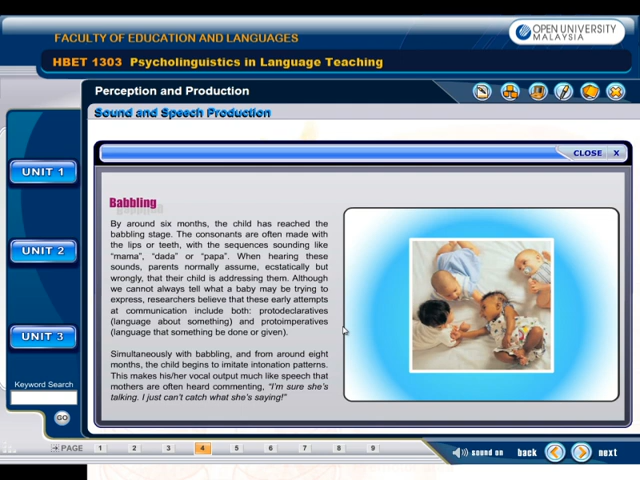 OPEN UNIVERSITY
MALAYSIA
FACULTY OF EDUCATION AND LANGUAGES
HBET 1303 Psycholinguistics in Language Teaching
Perception and Production
Sound and Speech Production
CLOSE X
UNIT 1
UNIT 2
UNIT 3
Keyword Search
GO
Babbling
By around six months, the child has reached the
babbling stage. The consonants are often made with
the lips or teeth, with the sequences sounding like
“mama”, “dada” or “papa”. When hearing these
sounds, parents normally assume, ecstatically but
wrongly, that their child is addressing them. Although
we cannot always tell what a baby may be trying to
express, researchers believe that these early attempts
at communication include both: protodeclaratives
(language about something) and protoimperatives
(language that something be done or given).
Simultaneously with babbling, and from around eight
months, the child begins to imitate intonation patterns.
This makes his/her vocal output much like speech that
mothers are often heard commenting, “I’m sure she’s
talking. I just can’t catch what she’s saying!”
PAGE 1 2 3 4 5 6 7 8 9
sound on back next